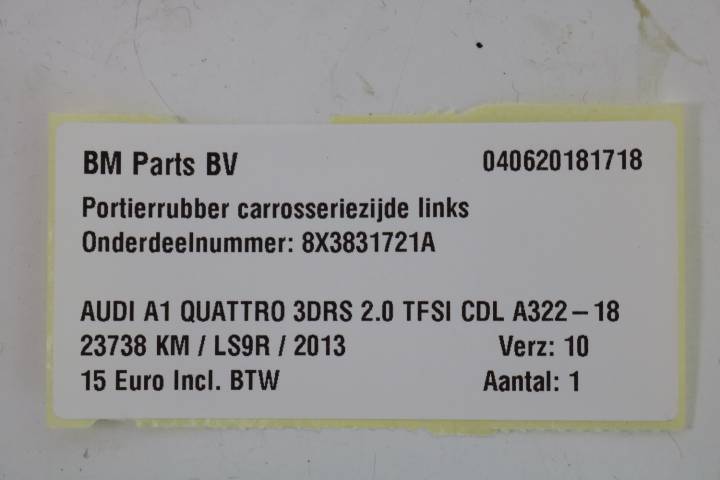 BM Parts BV 040620181718
Portierrubber carrosseriezijde links
Onderdeelnummer: 8X3831721A
AUDI A1 QUATTRO 3DRS 2.0 TFSI CDL A322-18
23738 KM / LS9R / 2013 Verz: 10
15 Euro Incl. BTW Aantal: 1